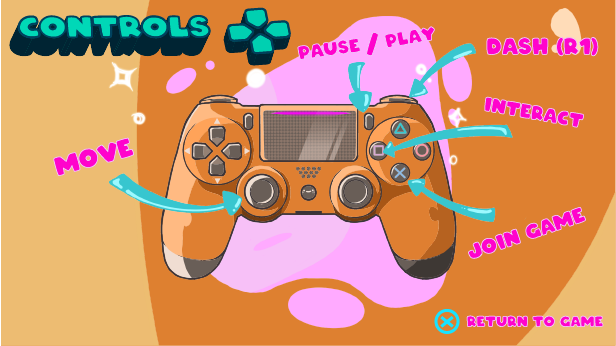 CONTROLS
PAUSE / PLAY
DASH (R1)
INTERACT
MOVE
JOIN GAME
RETURN TO GAME